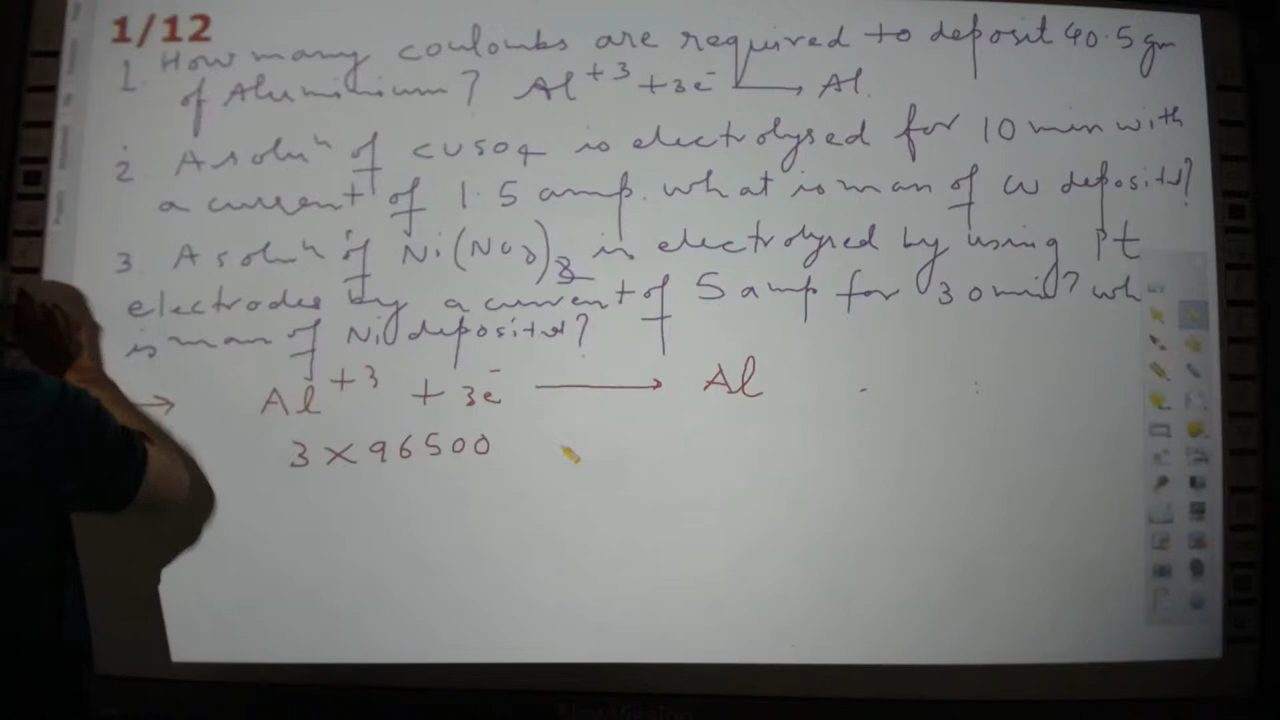 1/12
1. How many coulombs are required to deposit 40.5 gm
of Aluminium? Al+3 + 3e- → Al.
2. A soluⁿ of CuSO4 is electrolysed for 10 min with
a current of 1.5 amp. what is mass of Cu deposited?
3. A soluⁿ of Ni(NO3)2 is electrolysed by using Pt
electrodes by a current of 5 amp for 30 min? wh
is mass of Ni deposited?
→ Al+3 + 3e- → Al
3 × 96500